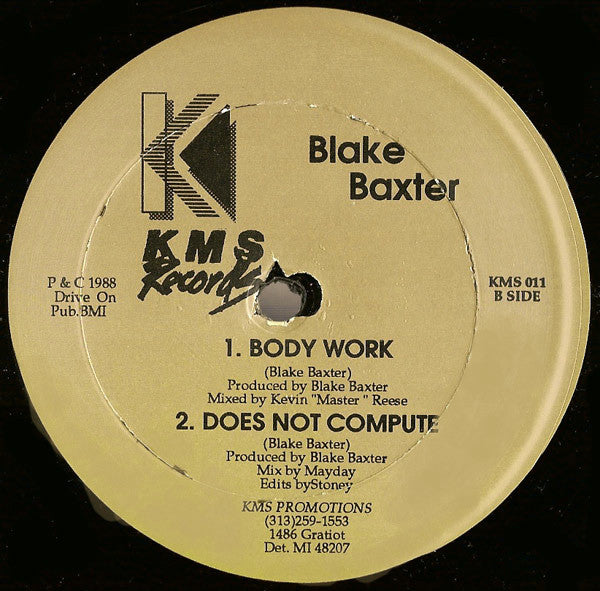 K
Blake
Baxter
KMS
Records
P & C 1988
Drive On
Pub.BMI
KMS 011
B SIDE
1. BODY WORK
(Blake Baxter)
Produced by Blake Baxter
Mixed by Kevin "Master " Reese
2. DOES NOT COMPUTE
(Blake Baxter)
Produced by Blake Baxter
Mix by Mayday
Edits byStoney
KMS PROMOTIONS
(313)259-1553
1486 Gratiot
Det. MI 48207